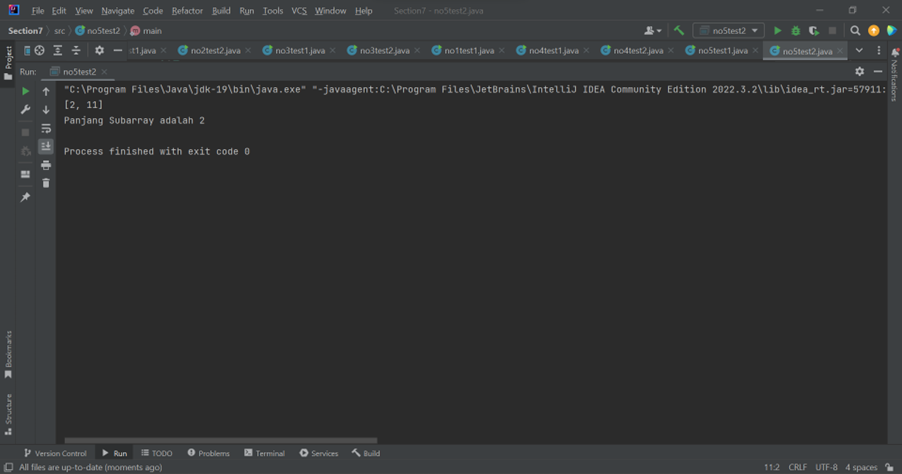 File Edit View Navigate Code Refactor Build Run Tools VCS Window Help Section7 - no5test2.java
Section7 src no5test2 main no5test2
t1.java no2test2.java no3test1.java no3test2.java no1test1.java no4test1.java no4test2.java no5test1.java no5test2.java
Run: no5test2
"C:\Program Files\Java\jdk-19\bin\java.exe" "-javaagent:C:\Program Files\JetBrains\IntelliJ IDEA Community Edition 2022.3.2\lib\idea_rt.jar=57911:
[2, 11]
Panjang Subarray adalah 2
Process finished with exit code 0
Project
Bookmarks
Structure
Notifications
Version Control Run TODO Problems Terminal Services Build
All files are up-to-date (moments ago) 11:2 CRLF UTF-8 4 spaces